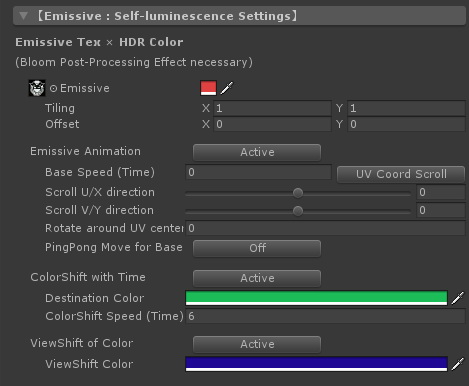 【Emissive : Self-luminescence Settings】
Emissive Tex × HDR Color
(Bloom Post-Processing Effect necessary)
Emissive
Tiling X 1 Y 1
Offset X 0 Y 0
Emissive Animation Active
Base Speed (Time) 0 UV Coord Scroll
Scroll U/X direction 0
Scroll V/Y direction 0
Rotate around UV center 0
PingPong Move for Base Off
ColorShift with Time Active
Destination Color
ColorShift Speed (Time) 6
ViewShift of Color Active
ViewShift Color